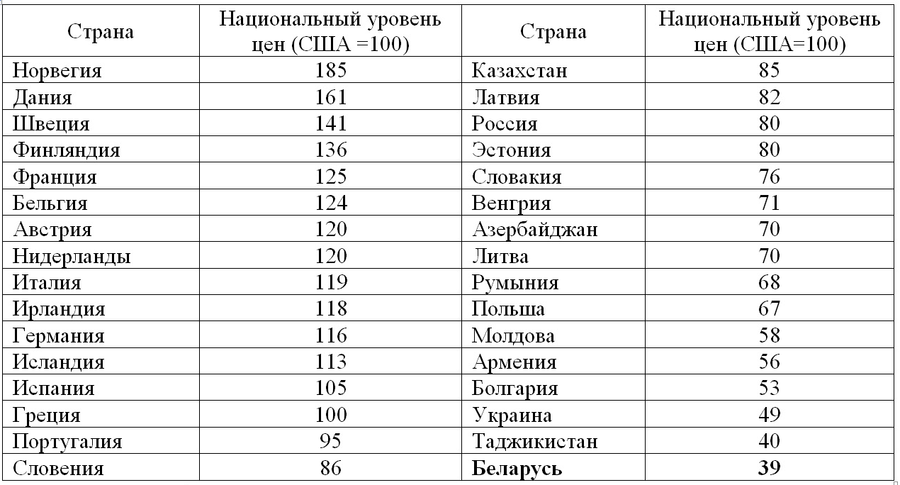 Страна Национальный уровень цен (США =100) Страна Национальный уровень цен (США=100)
Норвегия 185 Казахстан 85
Дания 161 Латвия 82
Швеция 141 Россия 80
Финляндия 136 Эстония 80
Франция 125 Словакия 76
Бельгия 124 Венгрия 71
Австрия 120 Азербайджан 70
Нидерланды 120 Литва 70
Италия 119 Румыния 68
Ирландия 118 Польша 67
Германия 116 Молдова 58
Исландия 113 Армения 56
Испания 105 Болгария 53
Греция 100 Украина 49
Португалия 95 Таджикистан 40
Словения 86 Беларусь 39